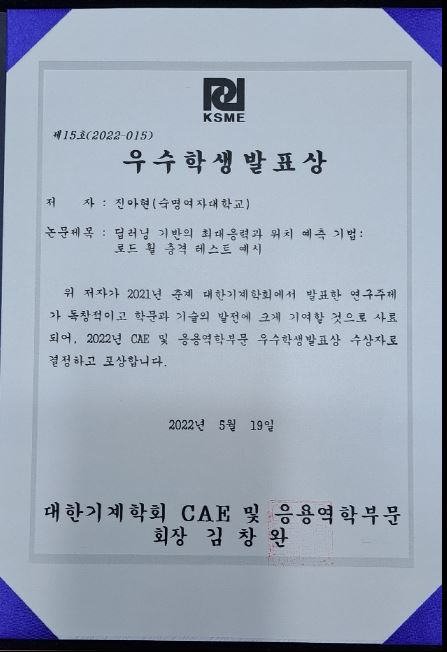 KSME
제15호(2022-015)
우수학생발표상
저 자 : 진아현(숙명여자대학교)
논문제목 : 딥러닝 기반의 최대응력과 위치 예측 기법:
로드 휠 충격 테스트 예시
위 저자가 2021년 춘계 대한기계학회에서 발표한 연구주제
가 독창적이고 학문과 기술의 발전에 크게 기여할 것으로 사료
되어, 2022년 CAE 및 응용역학부문 우수학생발표상 수상자로
결정하고 포상합니다.
2022년 5월 19일
대한기계학회 CAE 및 응용역학부문
회장 김창완